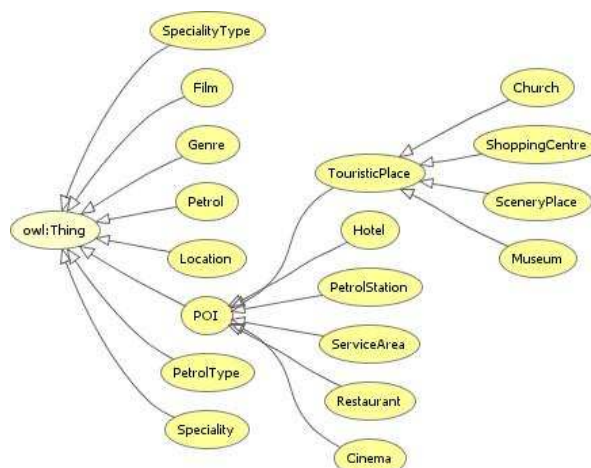 SpecialityType
Film
Church
Genre
ShoppingCentre
TouristicPlace
Petrol
ScenreyPlace
owl:Thing
Hotel
Location
Museum
PetrolStation
POI
ServiceArea
PetrolType
Restaurant
Speciality
Cinema